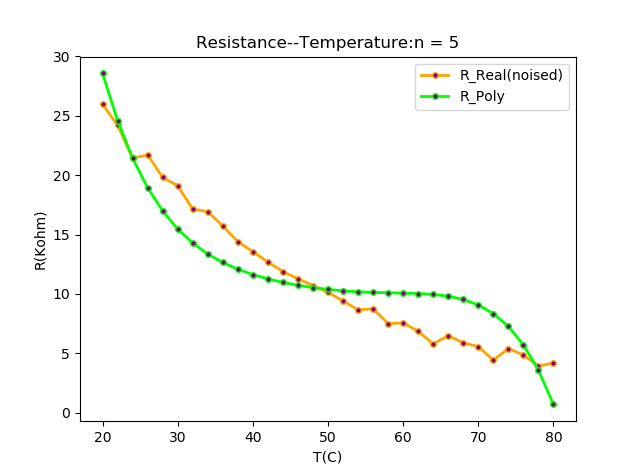 Resistance--Temperature:n = 5
30
25
20
15
10
5
0
R(Kohm)
R_Real(noised)
R_Poly
20 30 40 50 60 70 80
T(C)